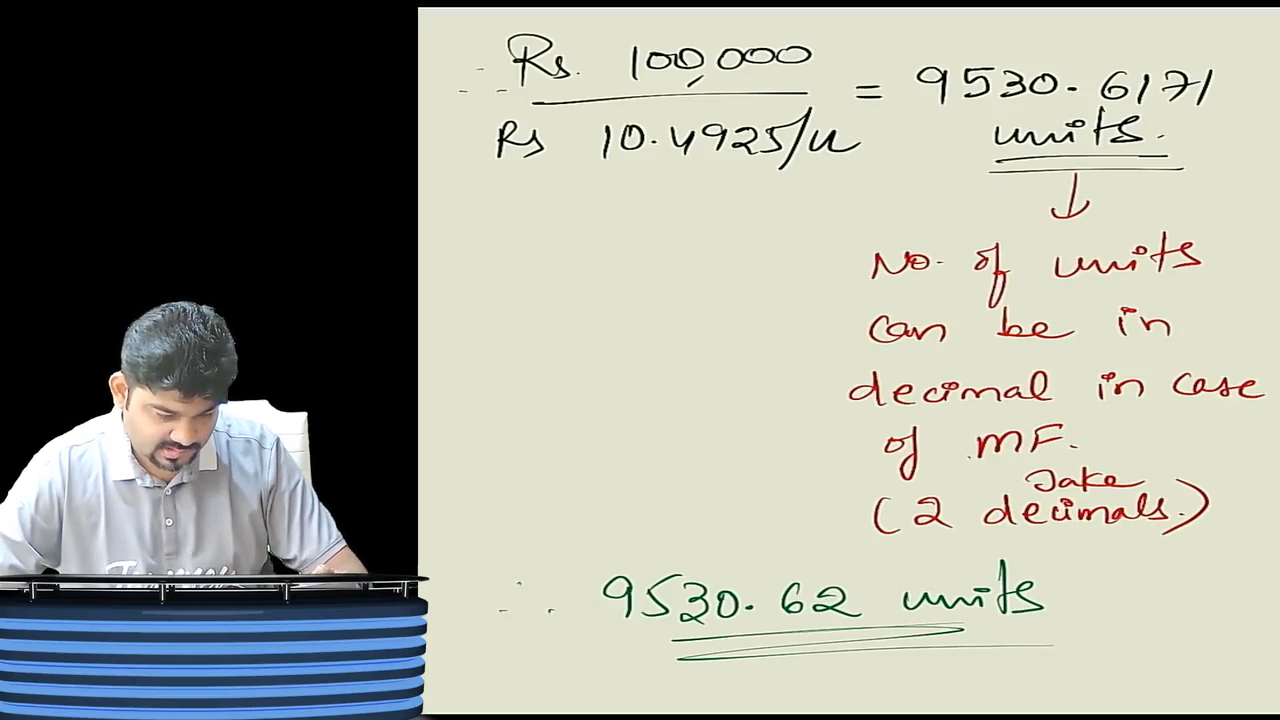 ∴ Rs. 100,000
Rs 10.4925/u
= 9530.6171
units.
↓
No. of units
can be in
decimal in case
of MF.
Take
(2 decimals.)
∴ 9530.62 units